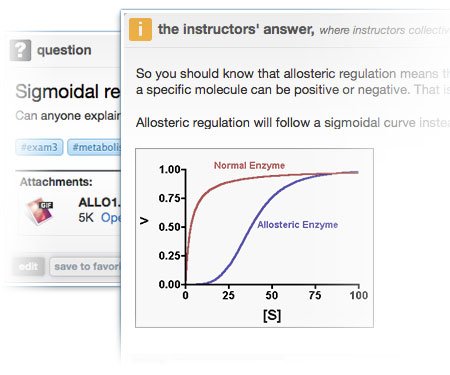 question
Sigmoidal re
Can anyone explain
#exam3 #metabolis
Attachments:
GIF
ALLO1.
5K Ope
edit save to favori
i the instructors' answer, where instructors collectiv
So you should know that allosteric regulation means th
a specific molecule can be positive or negative. That is
Allosteric regulation will follow a sigmoidal curve instea
Normal Enzyme
Allosteric Enzyme
V
1.00
0.75
0.50
0.25
0.00
0 25 50 75 100
[S]